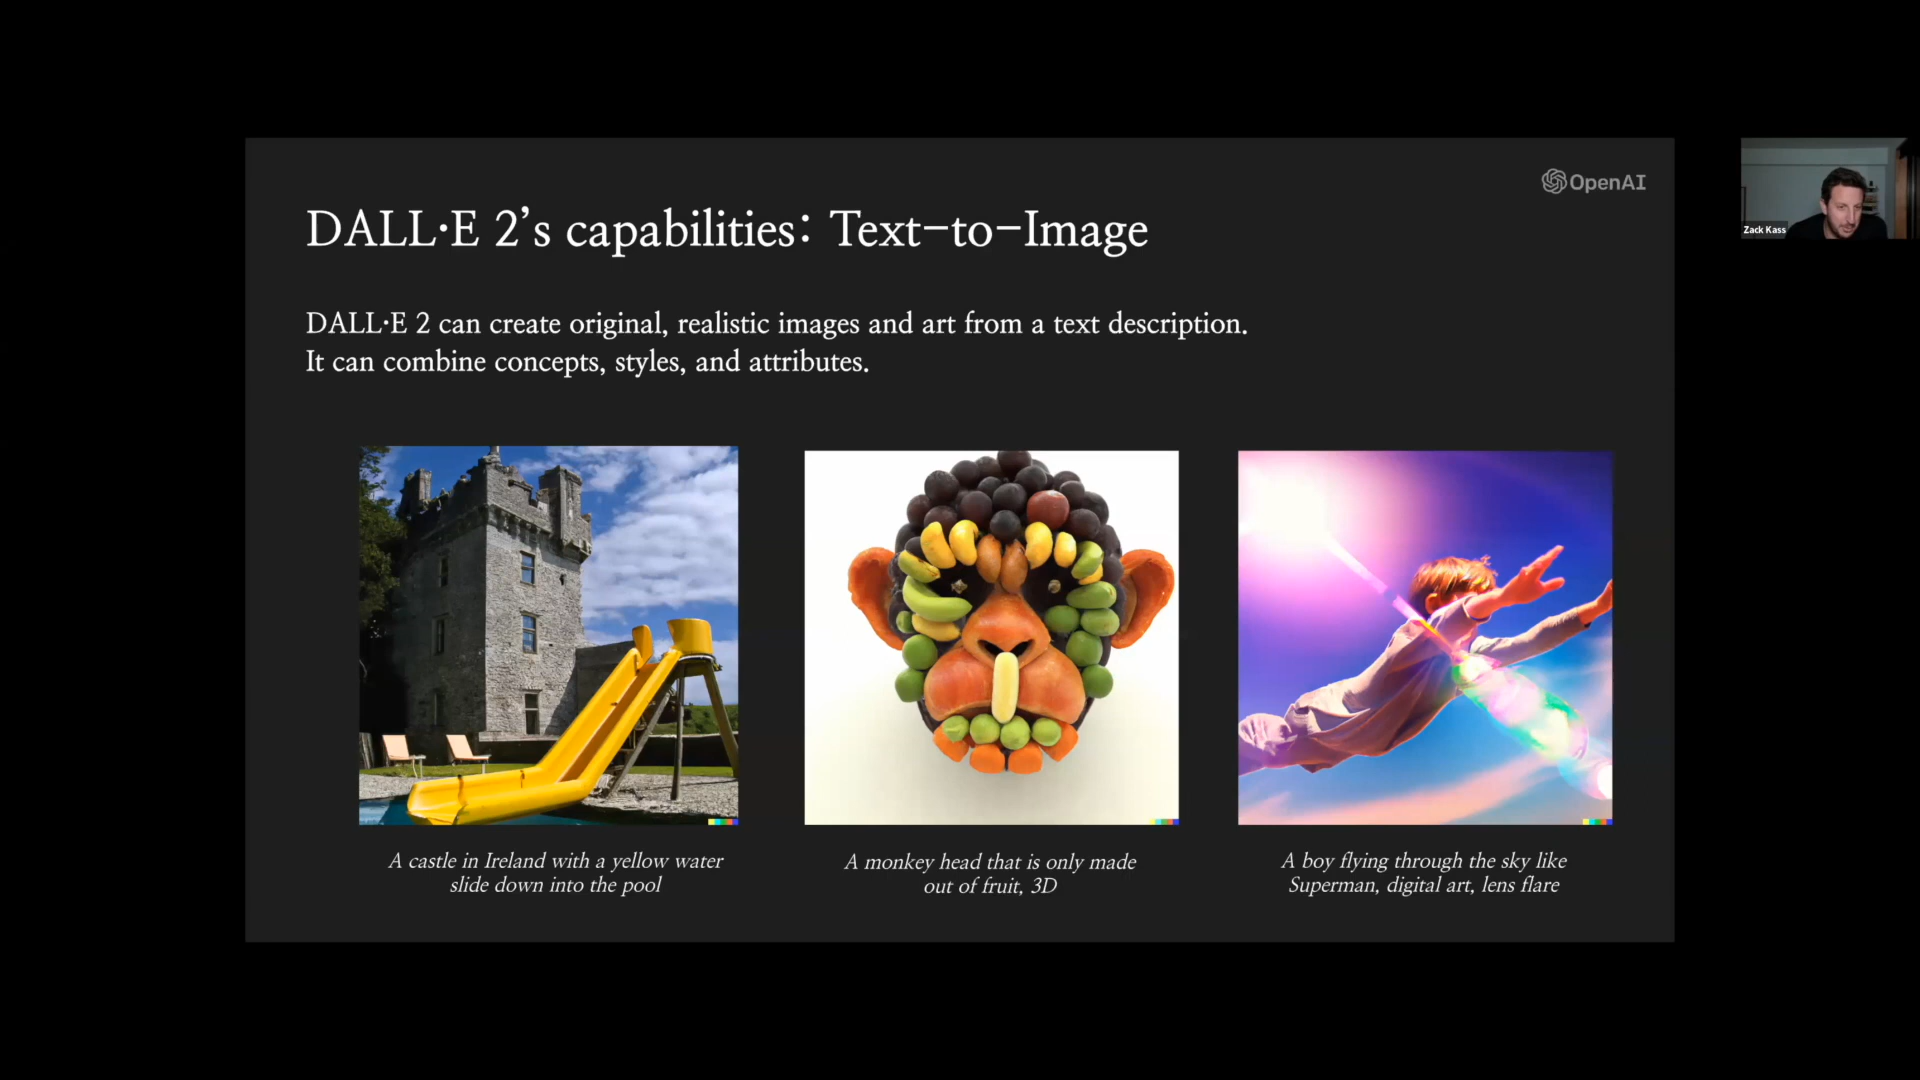 OpenAI
DALL·E 2’s capabilities: Text-to-Image
DALL·E 2 can create original, realistic images and art from a text description.
It can combine concepts, styles, and attributes.
A castle in Ireland with a yellow water
slide down into the pool
A monkey head that is only made
out of fruit, 3D
A boy flying through the sky like
Superman, digital art, lens flare
Zack Kass